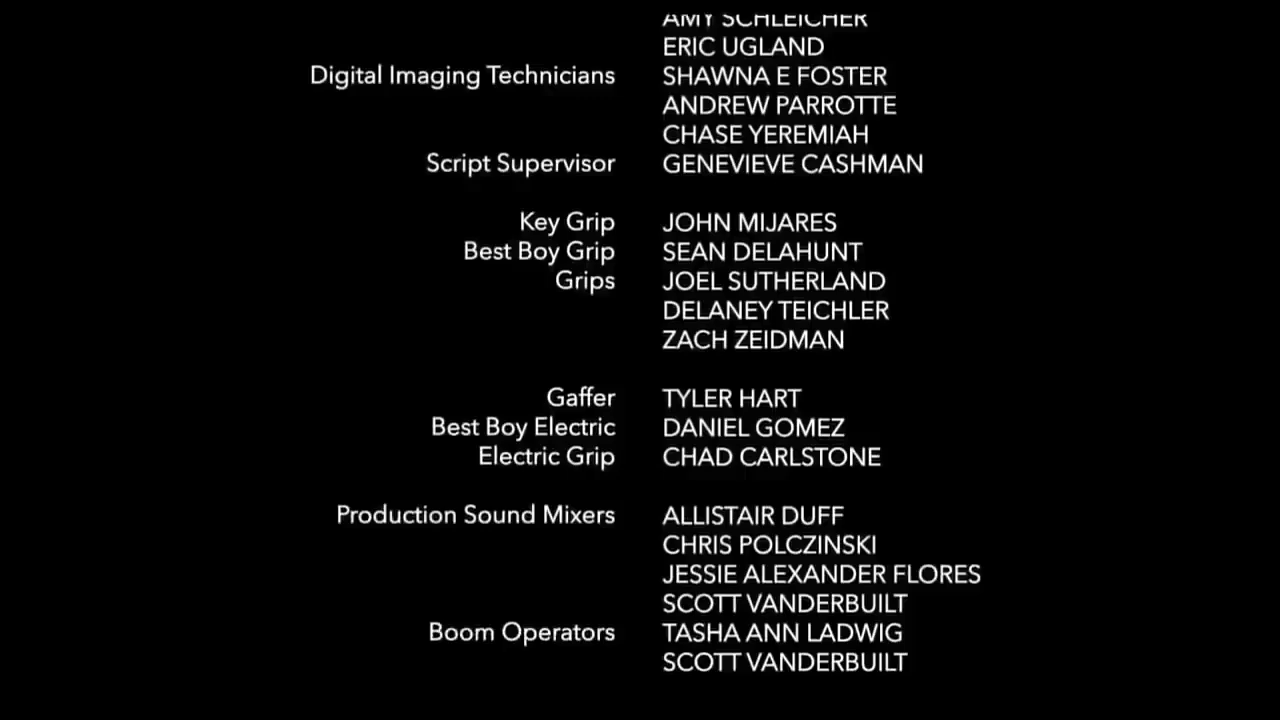 AMY SCHLEICHER
ERIC UGLAND
Digital Imaging Technicians SHAWNA E FOSTER
ANDREW PARROTTE
CHASE YEREMIAH
Script Supervisor GENEVIEVE CASHMAN
Key Grip JOHN MIJARES
Best Boy Grip SEAN DELAHUNT
Grips JOEL SUTHERLAND
DELANEY TEICHLER
ZACH ZEIDMAN
Gaffer TYLER HART
Best Boy Electric DANIEL GOMEZ
Electric Grip CHAD CARLSTONE
Production Sound Mixers ALLISTAIR DUFF
CHRIS POLCZINSKI
JESSIE ALEXANDER FLORES
SCOTT VANDERBUILT
Boom Operators TASHA ANN LADWIG
SCOTT VANDERBUILT